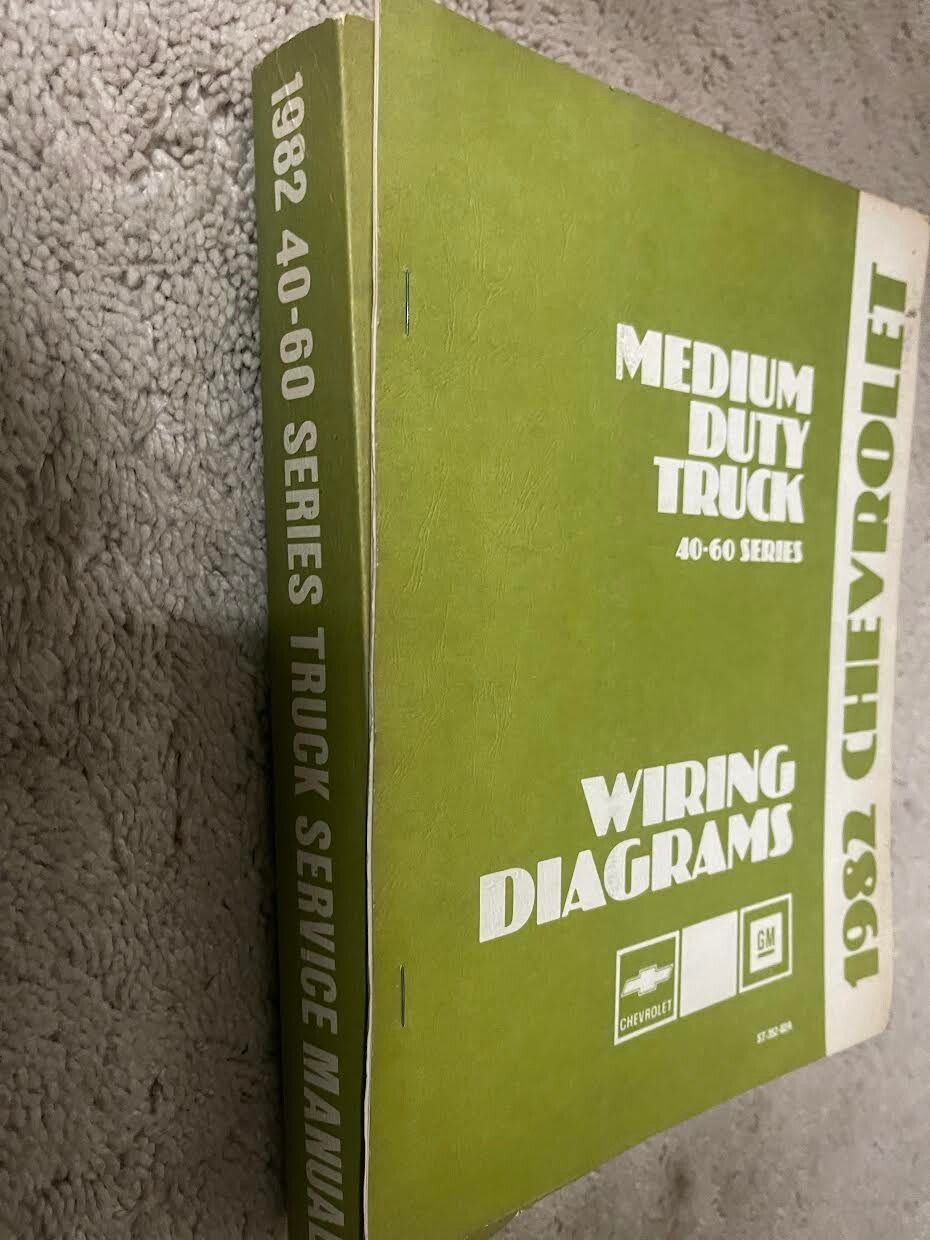 1982 40-60 SERIES TRUCK SERVICE MANUAL
MEDIUM
DUTY
TRUCK
40-60 SERIES
WIRING
DIAGRAMS
CHEVROLET
GM
1982 CHEVROLET